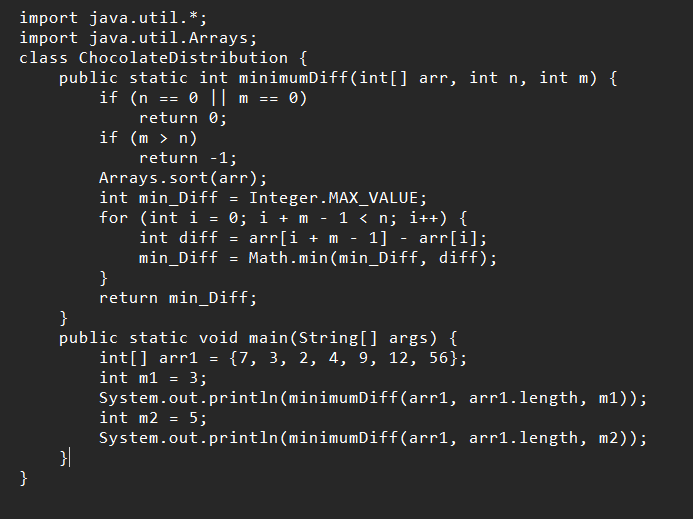 import java.util.*;
import java.util.Arrays;
class ChocolateDistribution {
    public static int minimumDiff(int[] arr, int n, int m) {
        if (n == 0 || m == 0)
            return 0;
        if (m > n)
            return -1;
        Arrays.sort(arr);
        int min_Diff = Integer.MAX_VALUE;
        for (int i = 0; i + m - 1 < n; i++) {
            int diff = arr[i + m - 1] - arr[i];
            min_Diff = Math.min(min_Diff, diff);
        }
        return min_Diff;
    }
    public static void main(String[] args) {
        int[] arr1 = {7, 3, 2, 4, 9, 12, 56};
        int m1 = 3;
        System.out.println(minimumDiff(arr1, arr1.length, m1));
        int m2 = 5;
        System.out.println(minimumDiff(arr1, arr1.length, m2));
    }
}